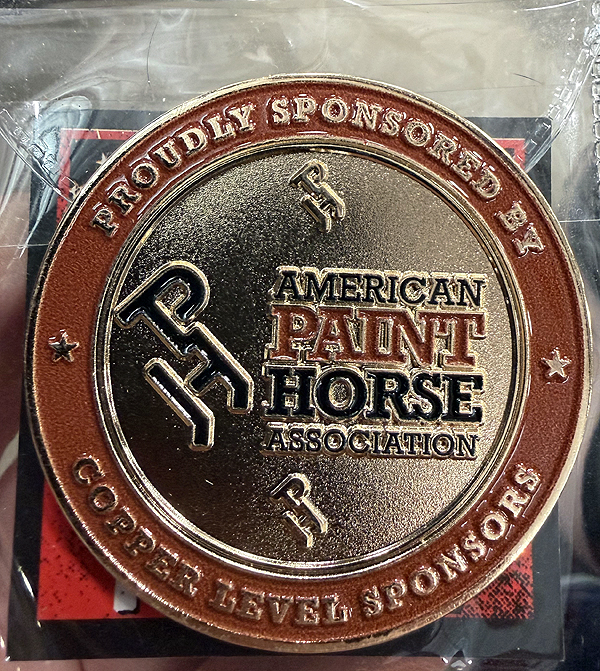 PROUDLY SPONSORED BY
AMERICAN
PAINT
HORSE
ASSOCIATION
COPPER LEVEL SPONSORS